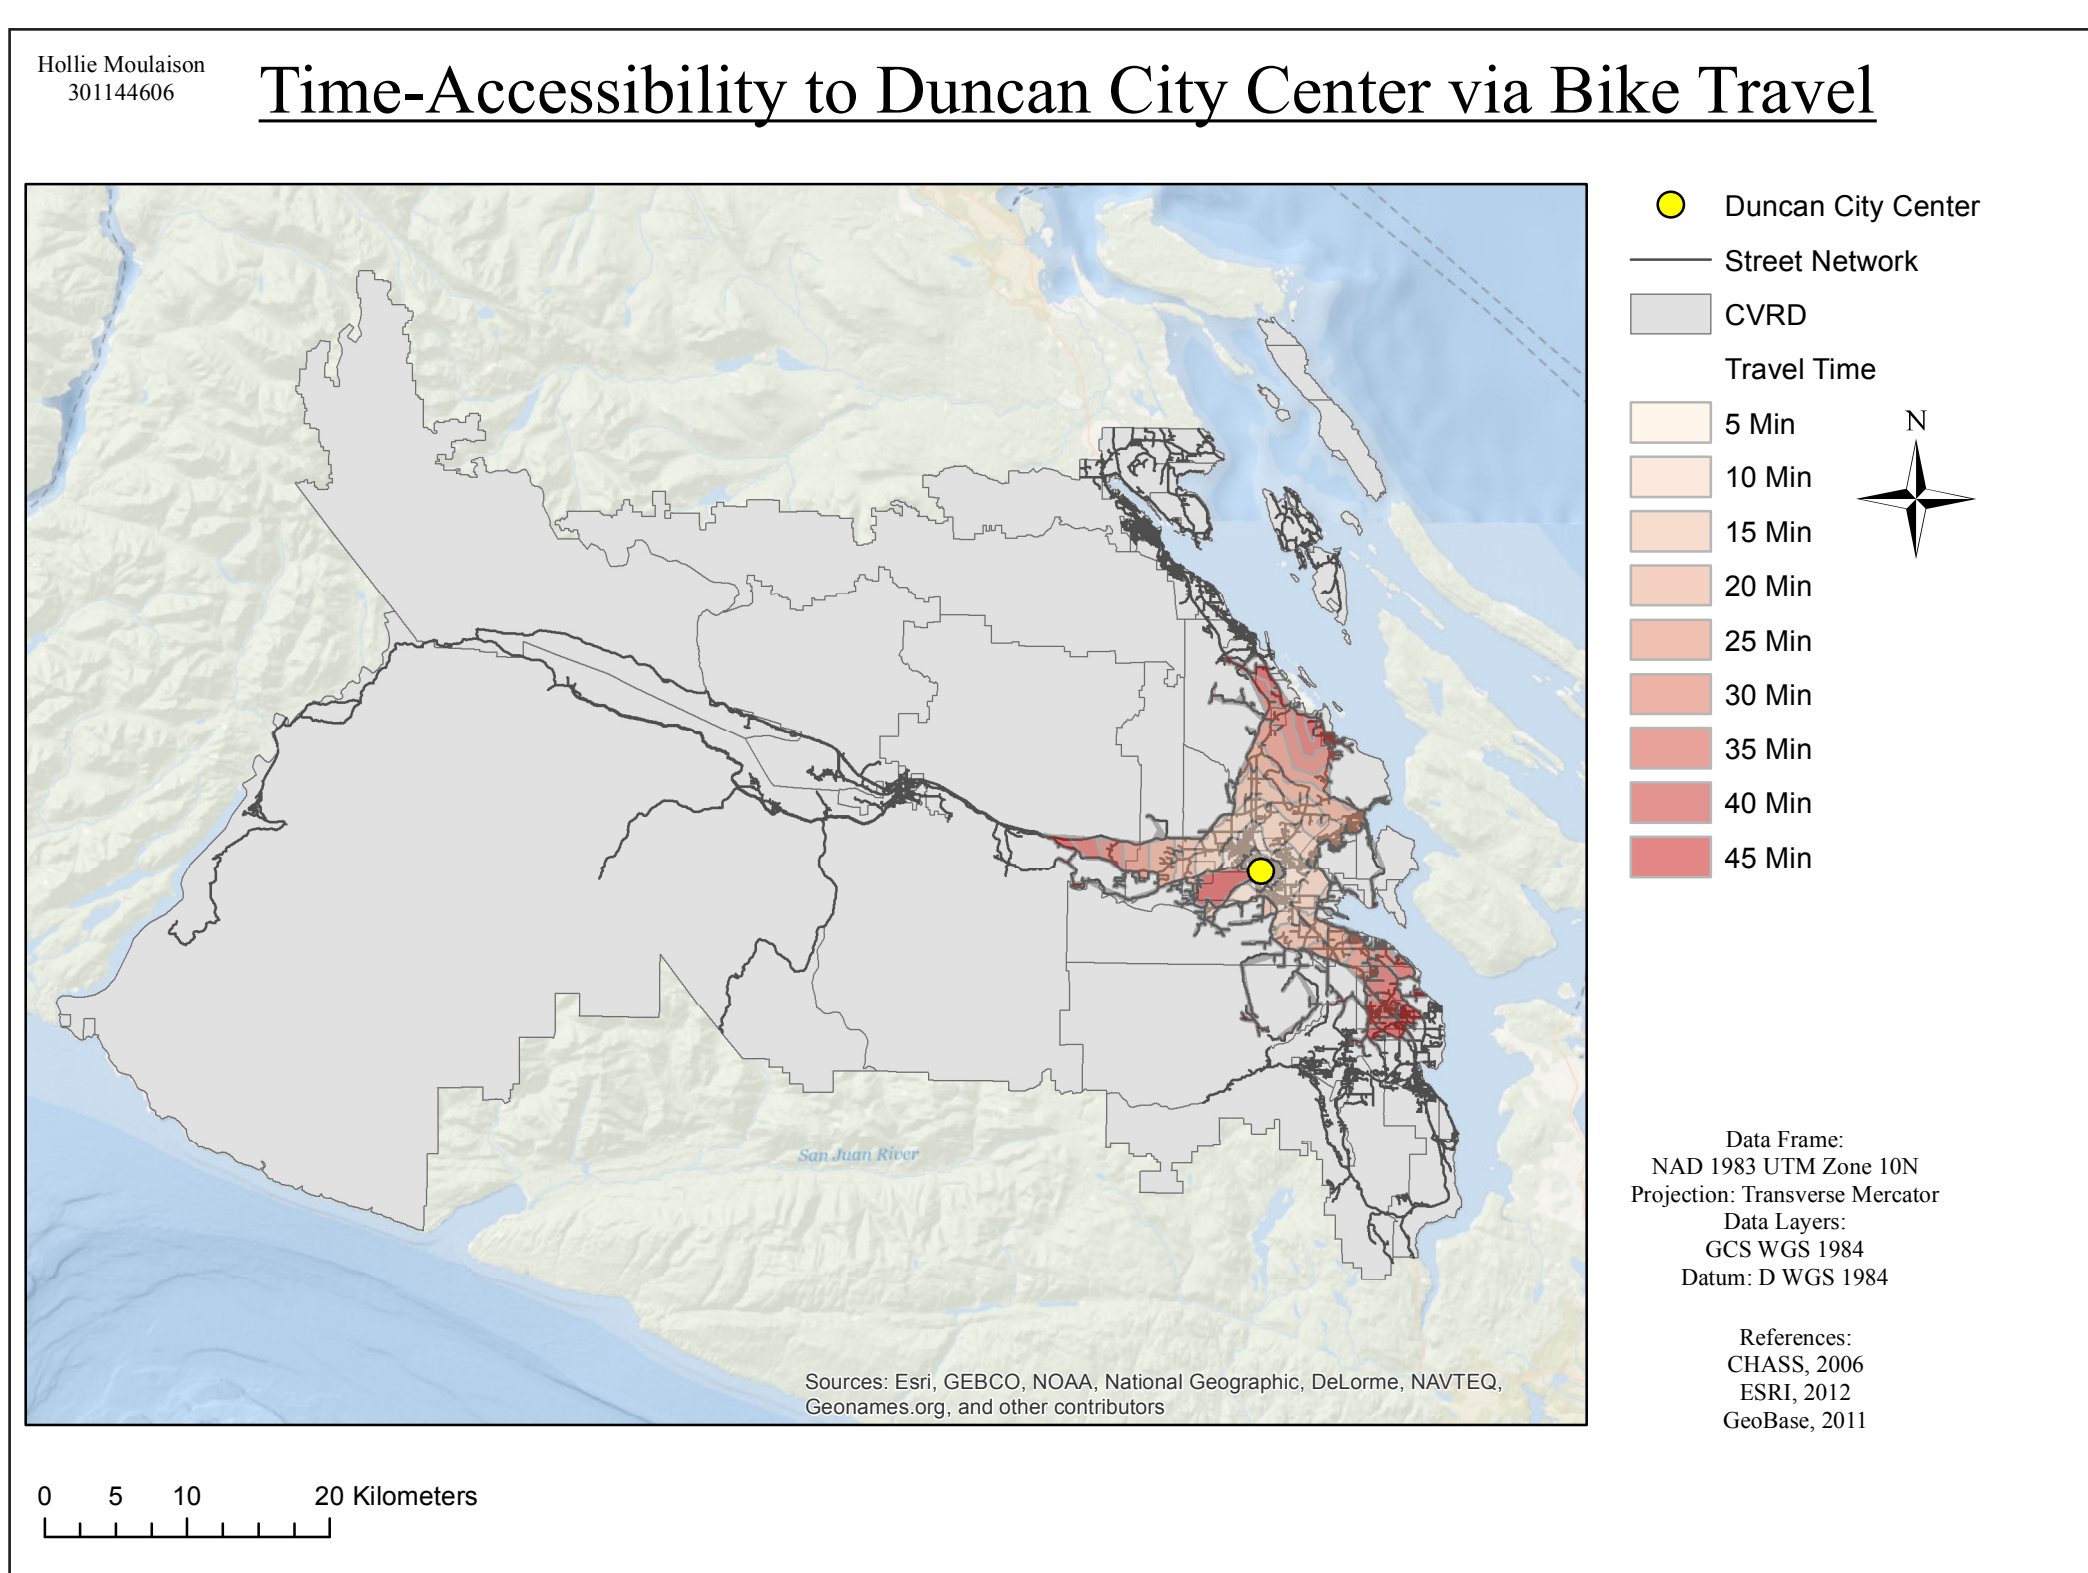 Hollie Moulaison
301144606
Time-Accessibility to Duncan City Center via Bike Travel
Duncan City Center
Street Network
CVRD
Travel Time
5 Min
10 Min
15 Min
20 Min
25 Min
30 Min
35 Min
40 Min
45 Min
N
San Juan River
Sources: Esri, GEBCO, NOAA, National Geographic, DeLorme, NAVTEQ,
Geonames.org, and other contributors
Data Frame:
NAD 1983 UTM Zone 10N
Projection: Transverse Mercator
Data Layers:
GCS WGS 1984
Datum: D WGS 1984
References:
CHASS, 2006
ESRI, 2012
GeoBase, 2011
0 5 10 20 Kilometers